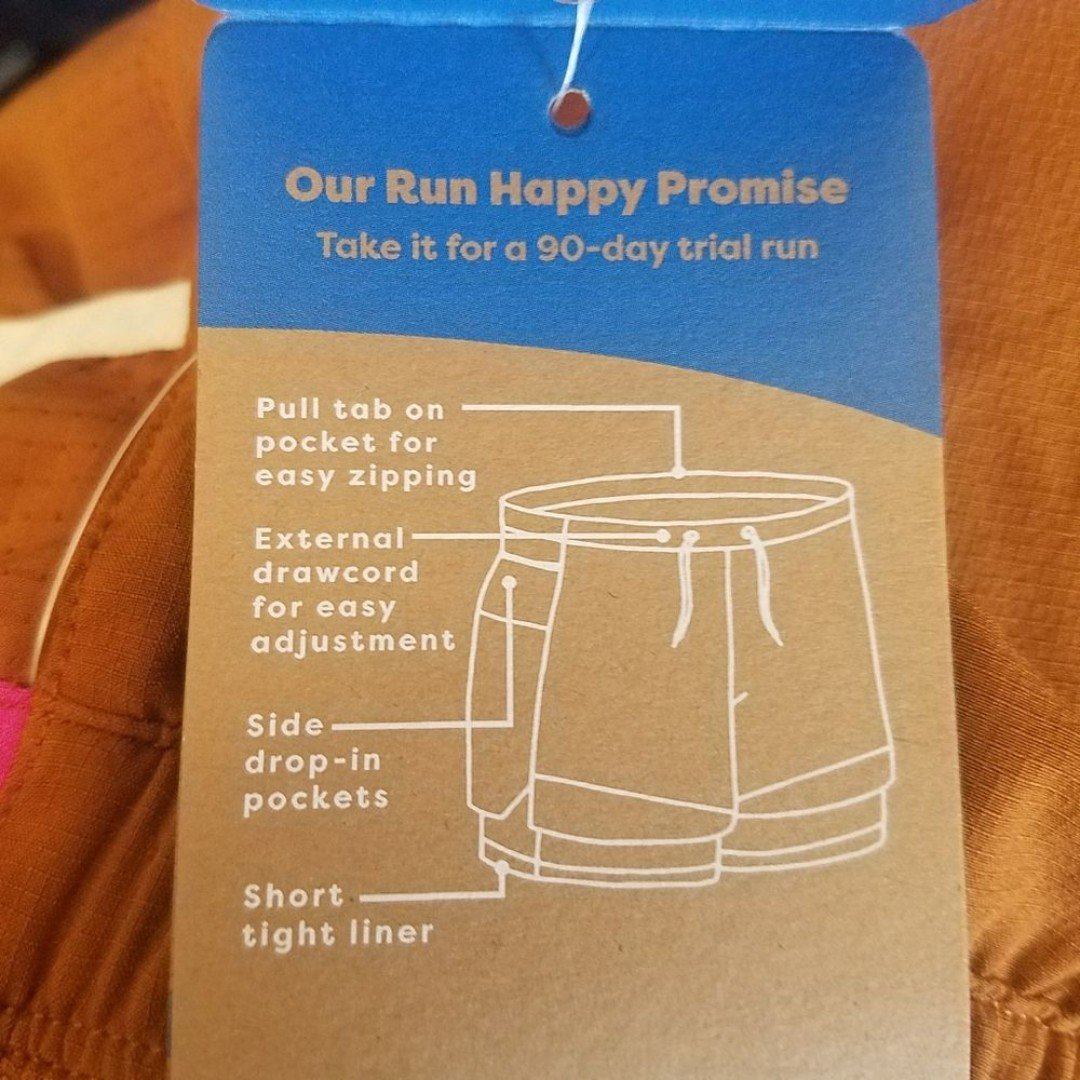 Our Run Happy Promise
Take it for a 90-day trial run
Pull tab on
pocket for
easy zipping
External
drawcord
for easy
adjustment
Side
drop-in
pockets
Short
tight liner